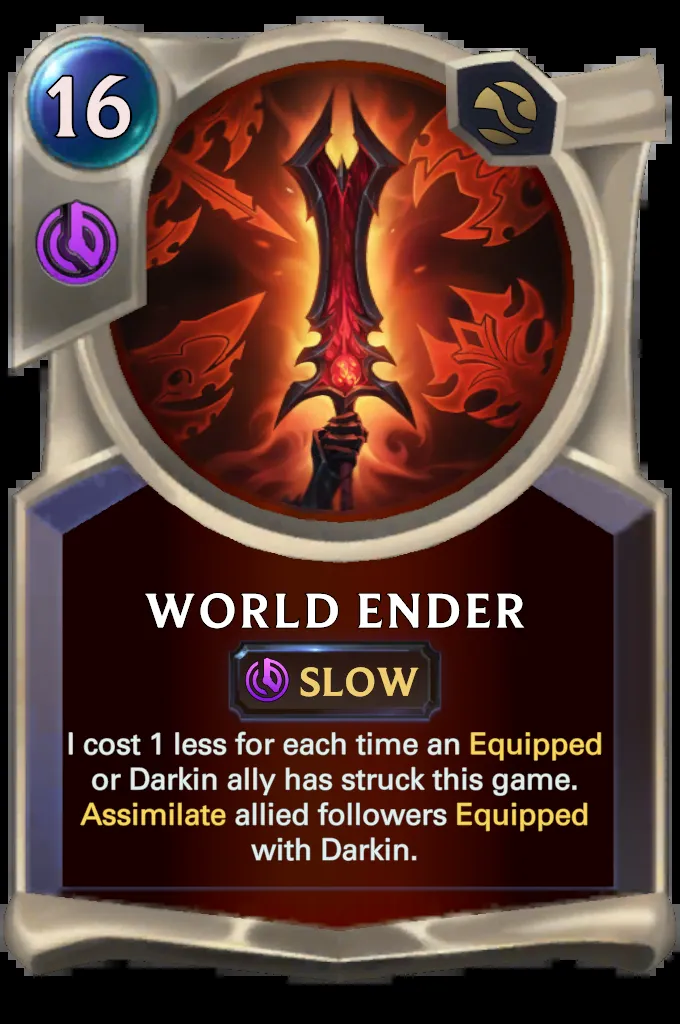 16
WORLD ENDER
SLOW
I cost 1 less for each time an Equipped
or Darkin ally has struck this game.
Assimilate allied followers Equipped
with Darkin.